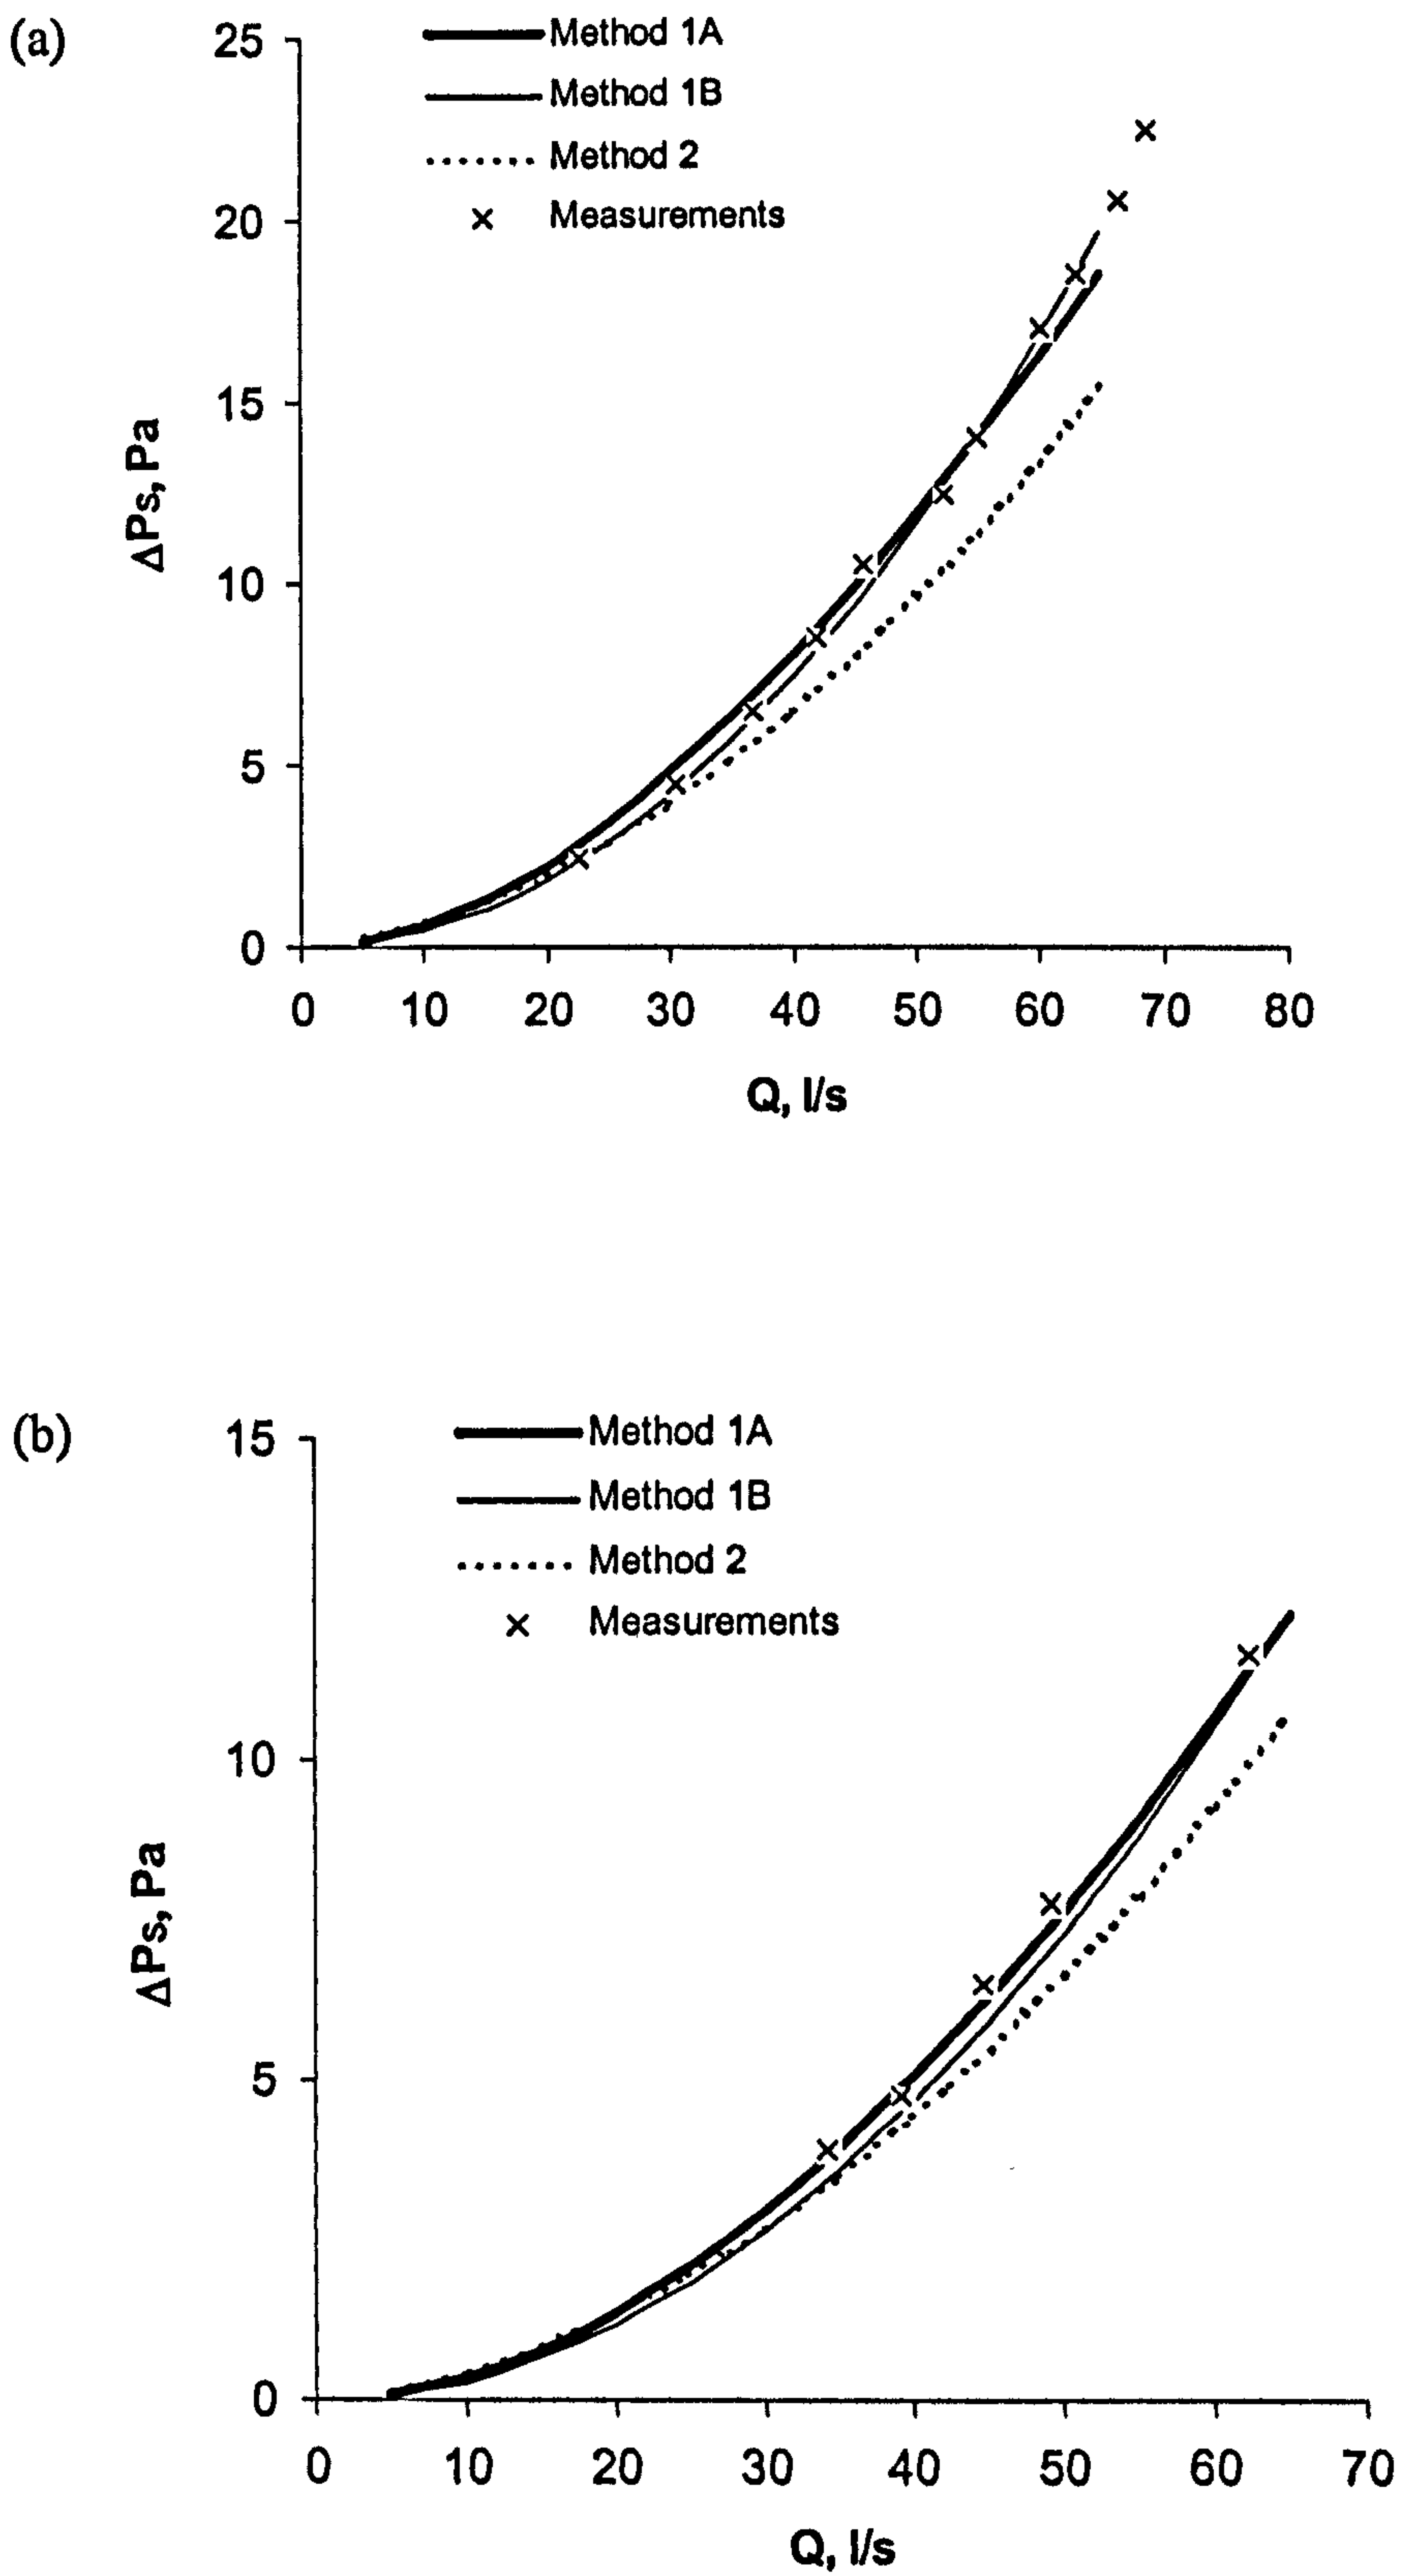 (a)
Method 1A
Method 1B
Method 2
Measurements
25
20
15
10
5
0
ΔPs, Pa
0 10 20 30 40 50 60 70 80
Q, l/s
(b)
Method 1A
Method 1B
Method 2
Measurements
15
10
5
0
ΔPs, Pa
0 10 20 30 40 50 60 70
Q, l/s